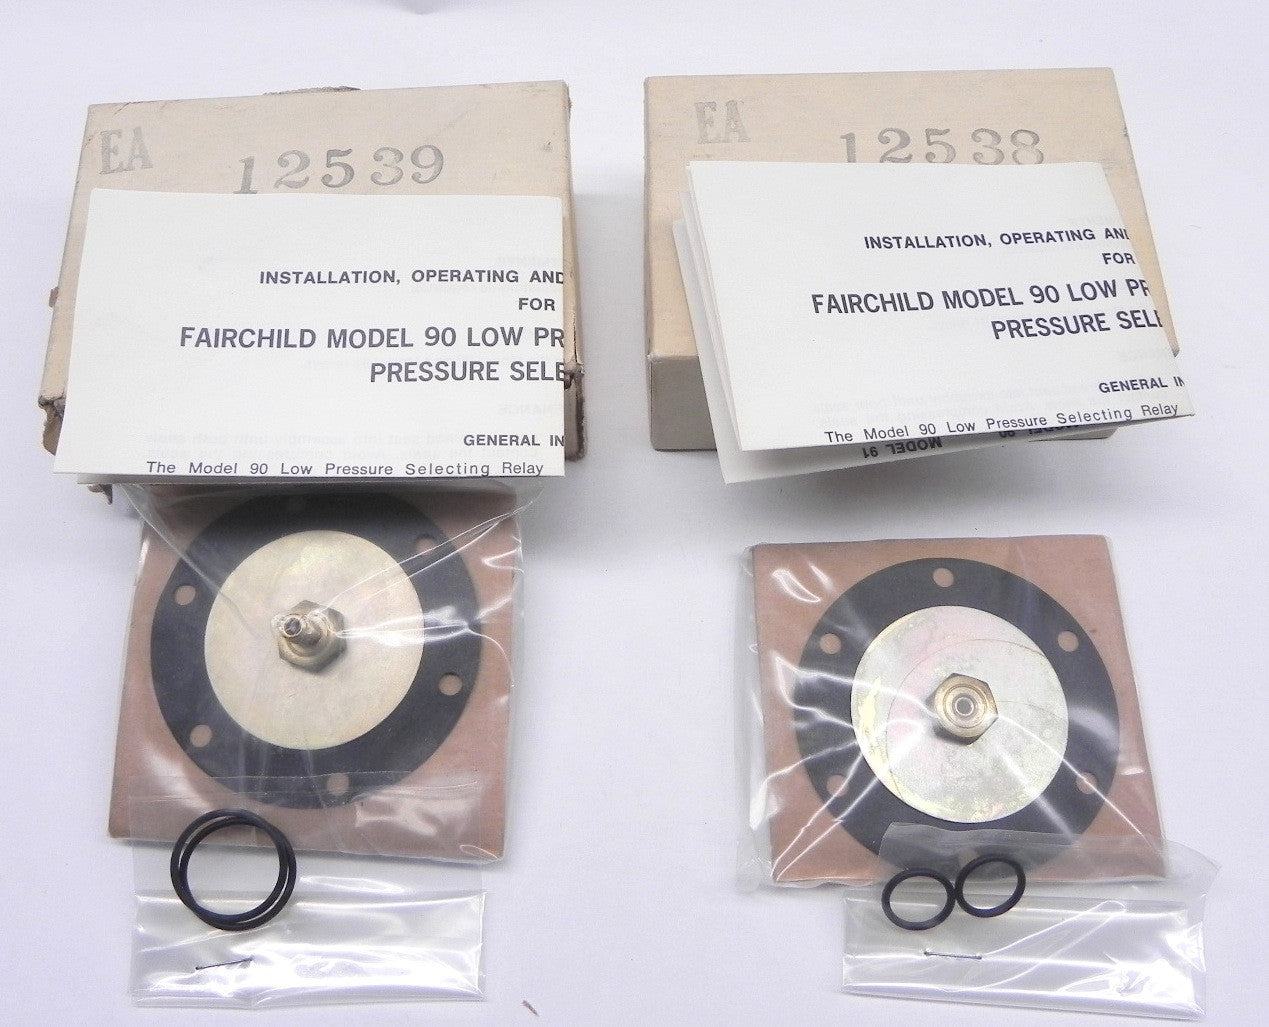 EA
12539
INSTALLATION, OPERATING AND
FOR
FAIRCHILD MODEL 90 LOW PR
PRESSURE SELE
GENERAL IN
The Model 90 Low Pressure Selecting Relay
EA
12538
INSTALLATION, OPERATING AND
FOR
FAIRCHILD MODEL 90 LOW PR
PRESSURE SELE
GENERAL IN
The Model 90 Low Pressure Selecting Relay
MODEL 90
MODEL 91